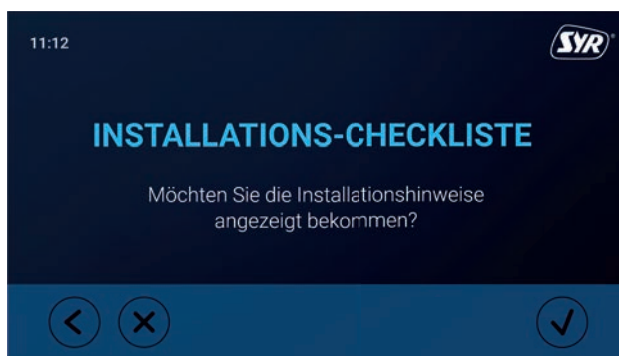 11:12
SYR
INSTALLATIONS-CHECKLISTE
Möchten Sie die Installationshinweise
angezeigt bekommen?